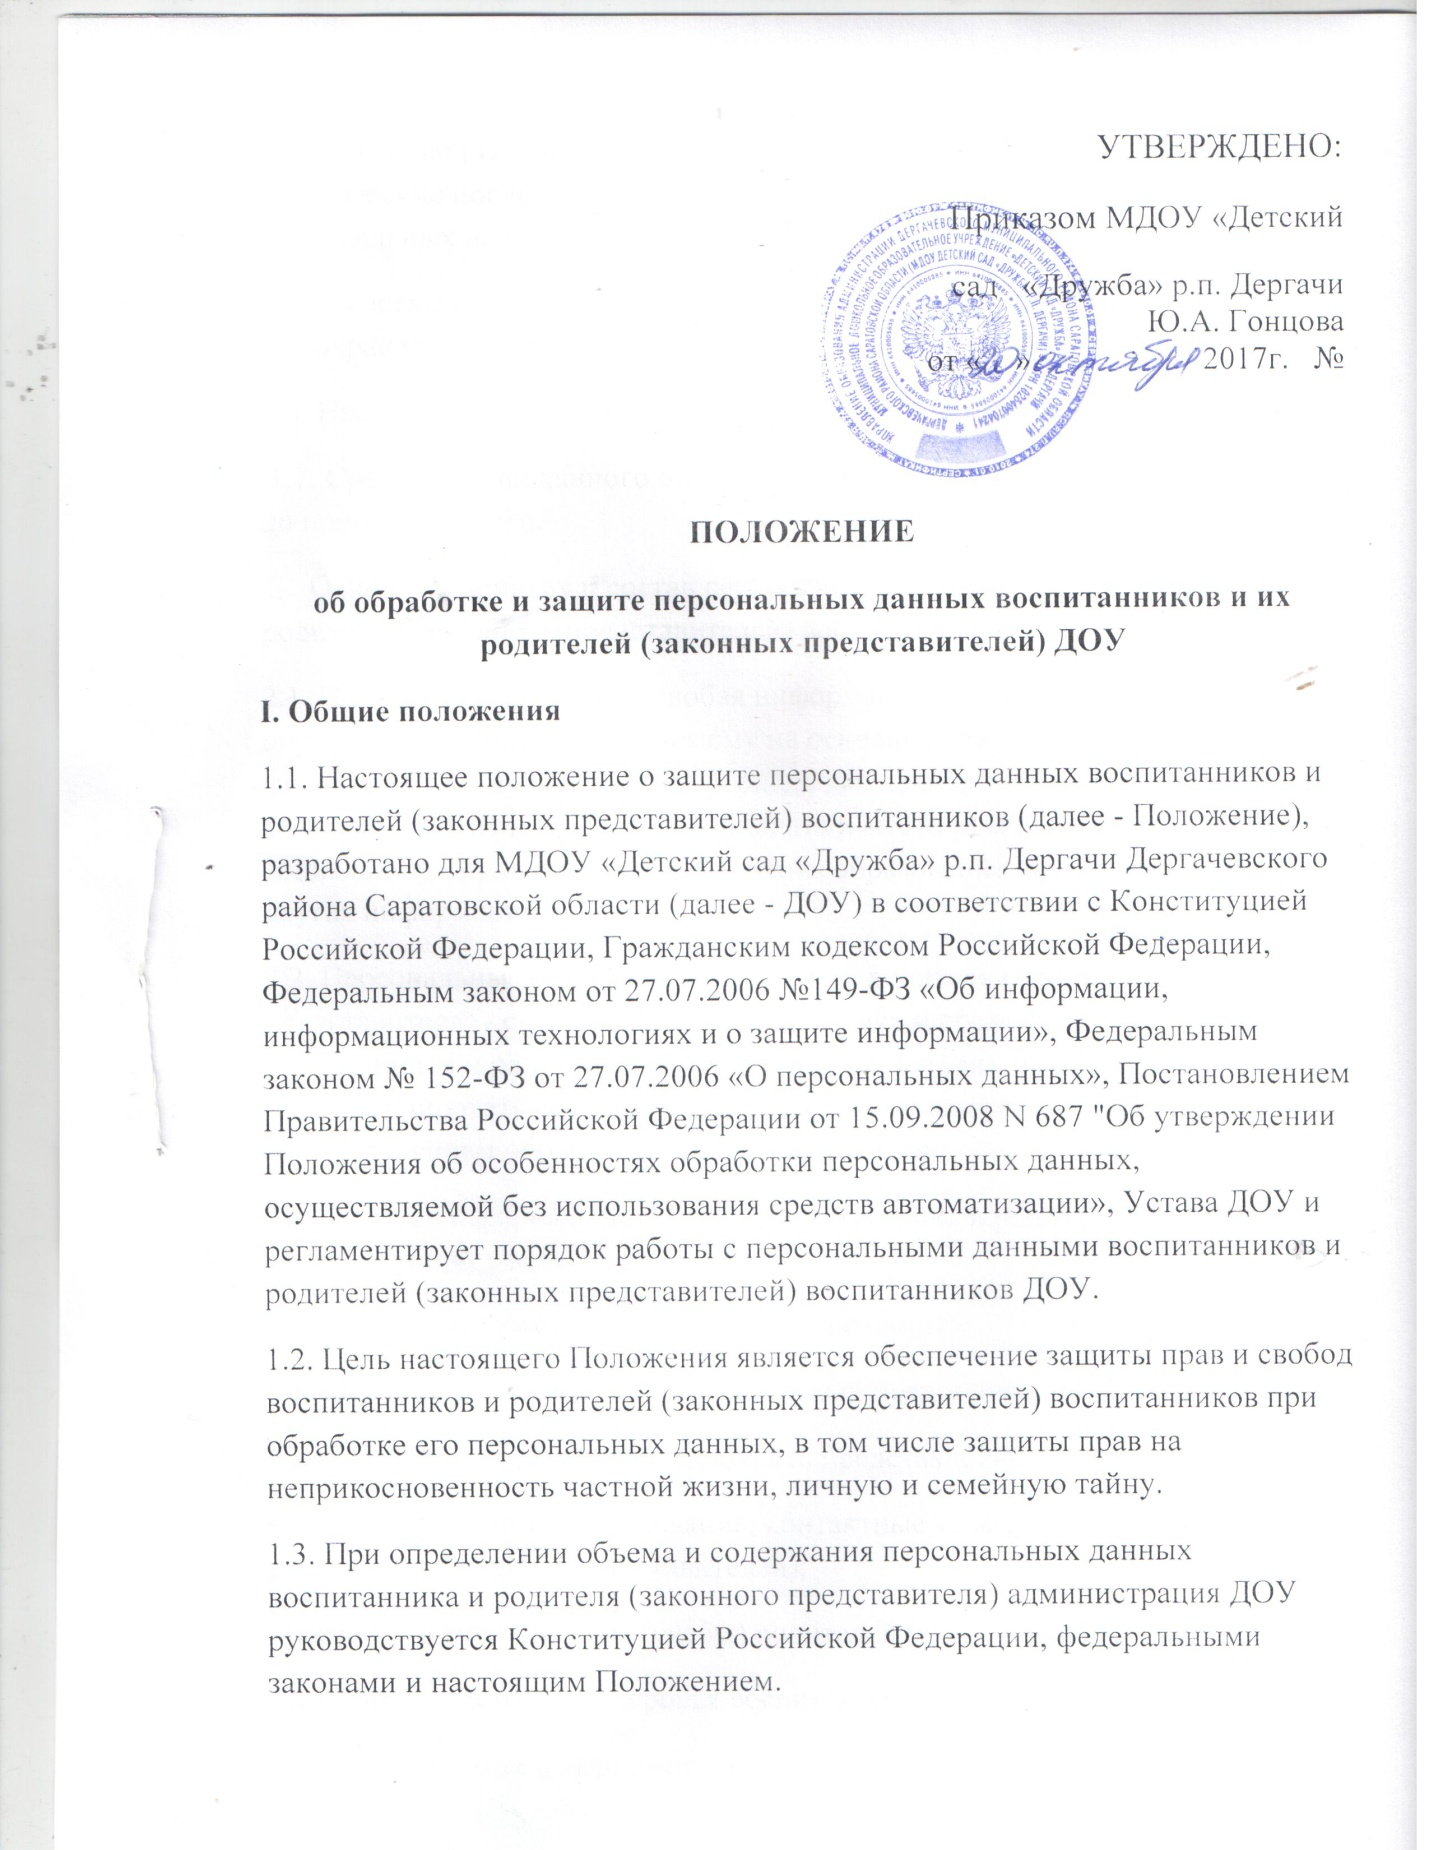 УТВЕРЖДЕНО:
Приказом МДОУ «Детский
сад «Дружба» р.п. Дергачи
Ю.А. Гонцова
от «20» октября 2017г. №
ПОЛОЖЕНИЕ
об обработке и защите персональных данных воспитанников и их
родителей (законных представителей) ДОУ
I. Общие положения
1.1. Настоящее положение о защите персональных данных воспитанников и
родителей (законных представителей) воспитанников (далее - Положение),
разработано для МДОУ «Детский сад «Дружба» р.п. Дергачи Дергачевского
района Саратовской области (далее - ДОУ) в соответствии с Конституцией
Российской Федерации, Гражданским кодексом Российской Федерации,
Федеральным законом от 27.07.2006 №149-ФЗ «Об информации,
информационных технологиях и о защите информации», Федеральным
законом № 152-ФЗ от 27.07.2006 «О персональных данных», Постановлением
Правительства Российской Федерации от 15.09.2008 N 687 "Об утверждении
Положения об особенностях обработки персональных данных,
осуществляемой без использования средств автоматизации», Устава ДОУ и
регламентирует порядок работы с персональными данными воспитанников и
родителей (законных представителей) воспитанников ДОУ.
1.2. Цель настоящего Положения является обеспечение защиты прав и свобод
воспитанников и родителей (законных представителей) воспитанников при
обработке его персональных данных, в том числе защиты прав на
неприкосновенность частной жизни, личную и семейную тайну.
1.3. При определении объема и содержания персональных данных
воспитанника и родителя (законного представителя) администрация ДОУ
руководствуется Конституцией Российской Федерации, федеральными
законами и настоящим Положением.